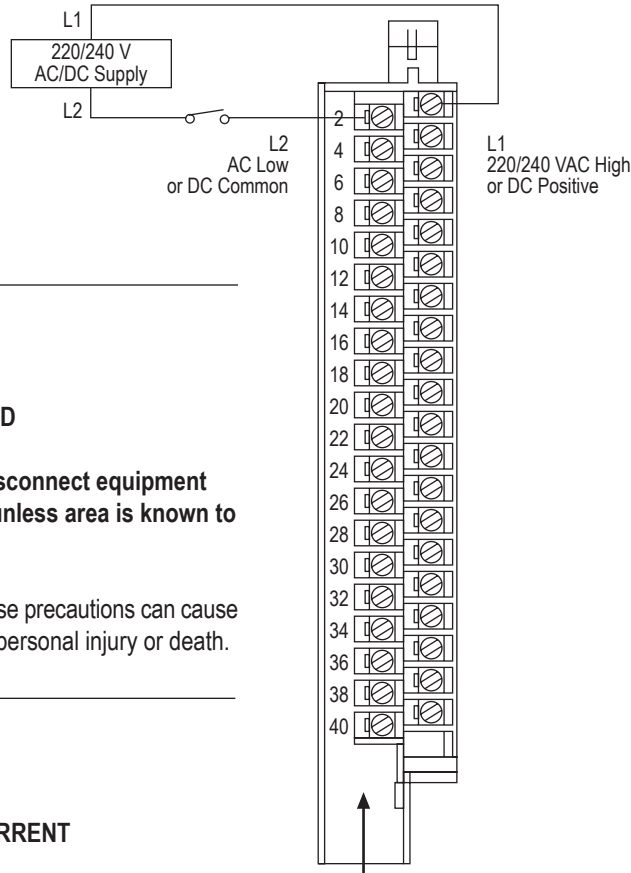 L1
220/240 V
AC/DC Supply
L2
L2
AC Low
or DC Common
L1
220/240 VAC High
or DC Positive
2
4
6
8
10
12
14
16
18
20
22
24
26
28
30
32
34
36
38
40
D
sconnect equipment
unless area is known to
se precautions can cause
personal injury or death.
RRENT